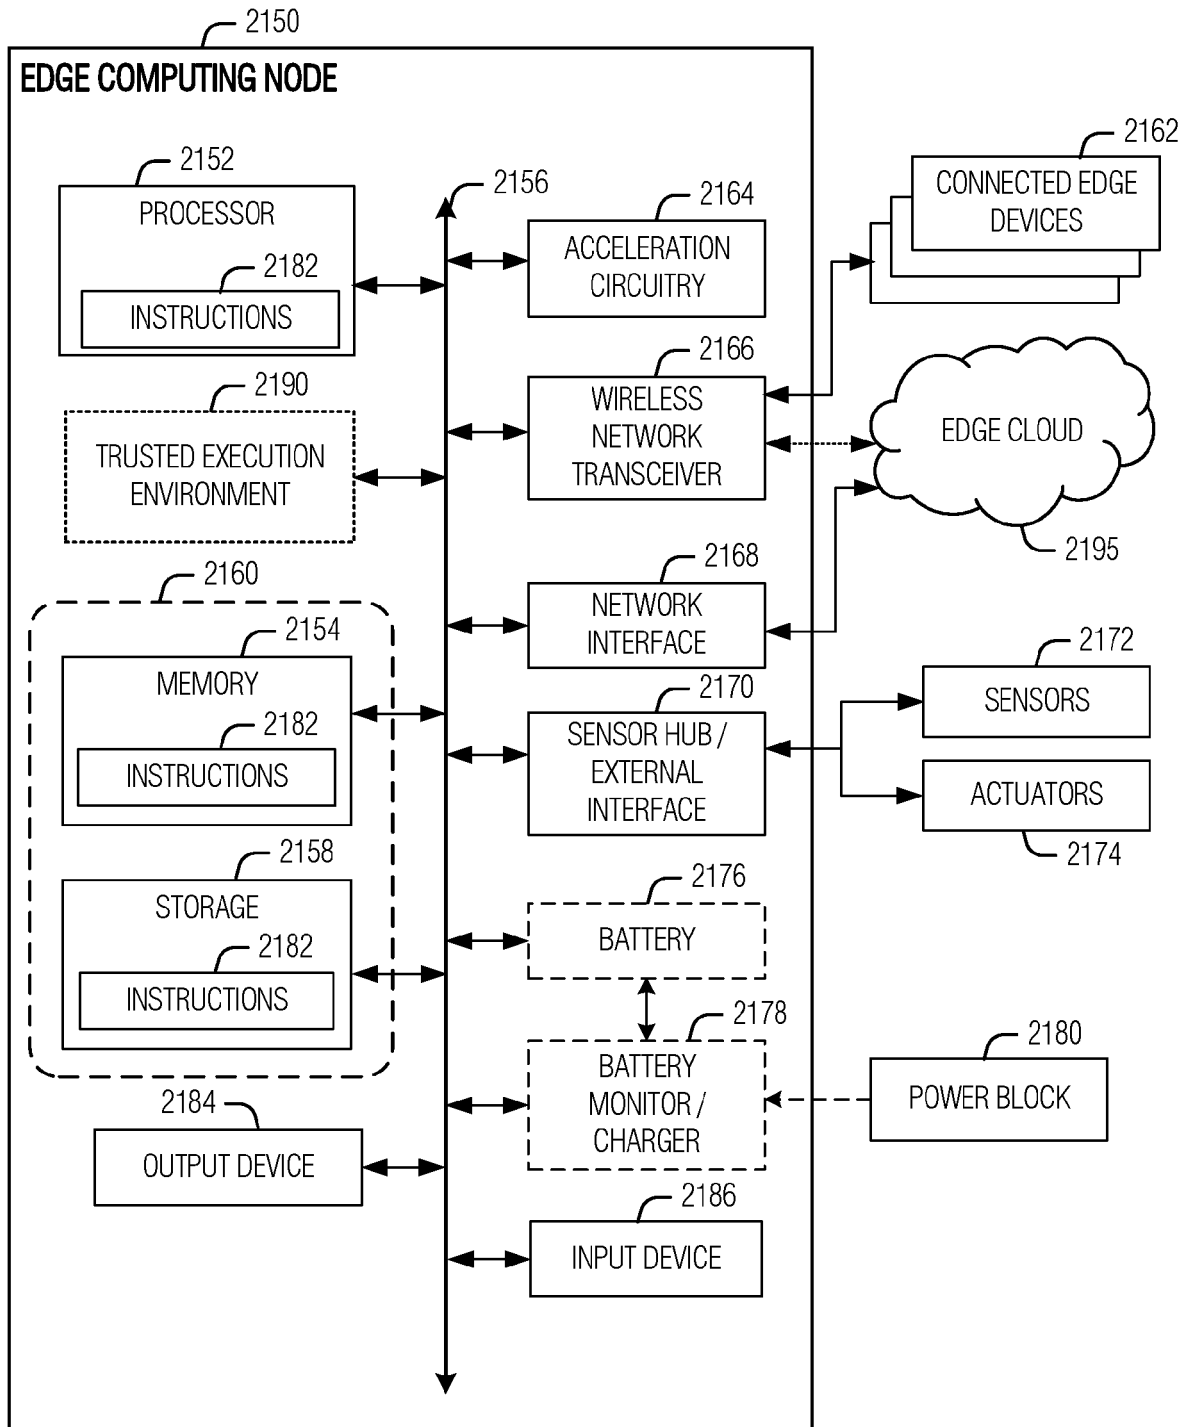 2150
EDGE COMPUTING NODE
2152
PROCESSOR
2182
INSTRUCTIONS
2190
TRUSTED EXECUTION
ENVIRONMENT
2160
2154
MEMORY
2182
INSTRUCTIONS
2158
STORAGE
2182
INSTRUCTIONS
2184
OUTPUT DEVICE
2156
2164
ACCELERATION
CIRCUITRY
2166
WIRELESS
NETWORK
TRANSCEIVER
2168
NETWORK
INTERFACE
2170
SENSOR HUB /
EXTERNAL
INTERFACE
2176
BATTERY
2178
BATTERY
MONITOR /
CHARGER
2186
INPUT DEVICE
2162
CONNECTED EDGE
DEVICES
EDGE CLOUD
2195
2172
SENSORS
ACTUATORS
2174
2180
POWER BLOCK